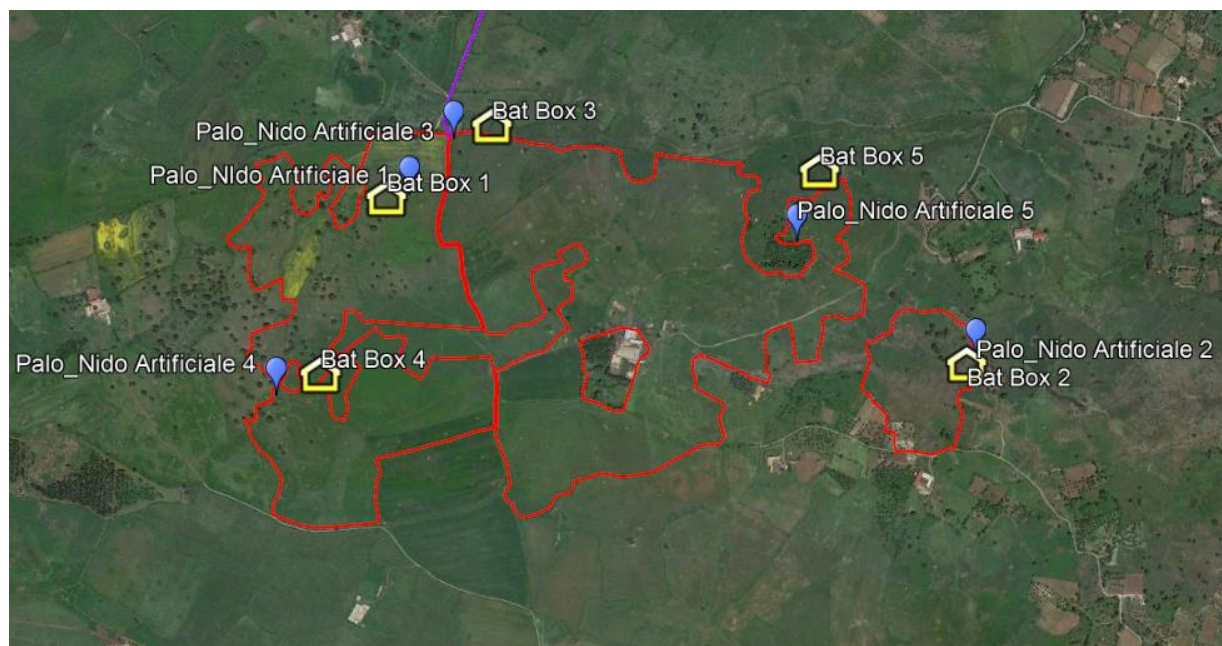 Bat Box 3
Palo_Nido Artificiale 3
Bat Box 5
Palo_NIdo Artificiale 1
Bat Box 1
Palo_Nido Artificiale 5
Palo_Nido Artificiale 2
Palo_Nido Artificiale 4
Bat Box 4
Bat Box 2